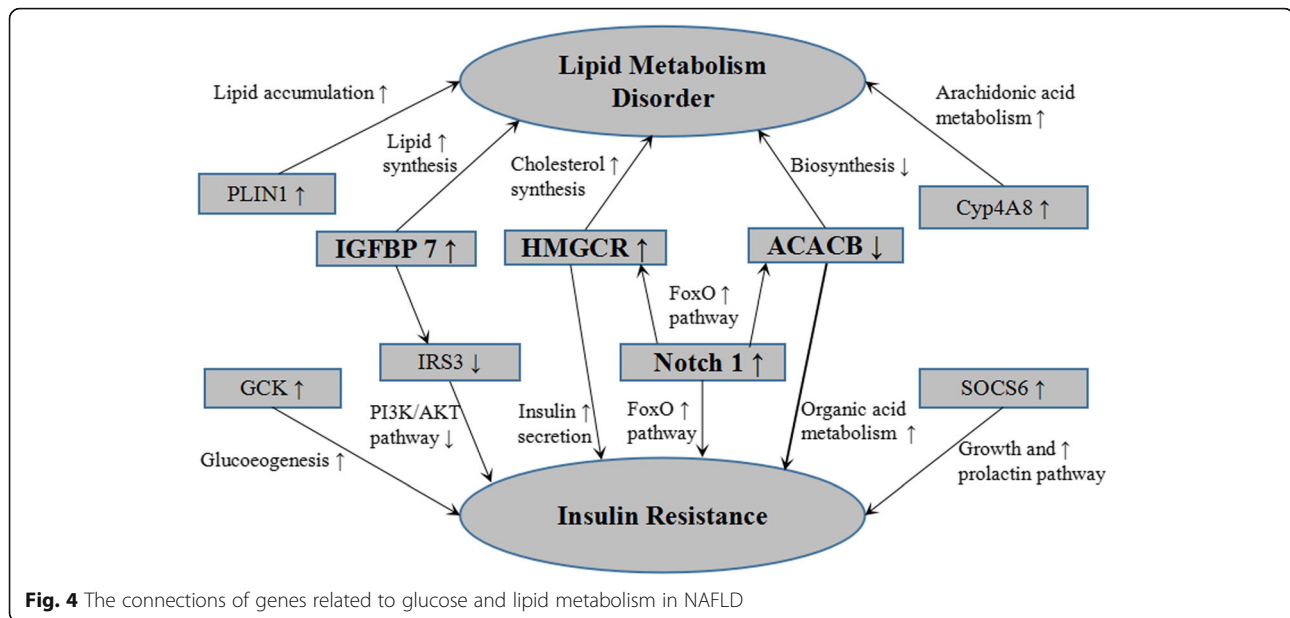 Lipid Metabolism
Disorder
Lipid accumulation ↑
Arachidonic acid
metabolism ↑
Lipid ↑
synthesis
Cholesterol ↑
synthesis
Biosynthesis ↓
PLIN1 ↑
Cyp4A8 ↑
IGFBP 7 ↑
HMGCR ↑
ACACB ↓
FoxO ↑
pathway
IRS3 ↓
Notch 1 ↑
GCK ↑
SOCS6 ↑
PI3K/AKT
pathway ↓
Insulin ↑
secretion
FoxO ↑
pathway
Organic acid
metabolism ↑
Glucoeogenesis ↑
Growth and ↑
prolactin pathway
Insulin Resistance
Fig. 4 The connections of genes related to glucose and lipid metabolism in NAFLD